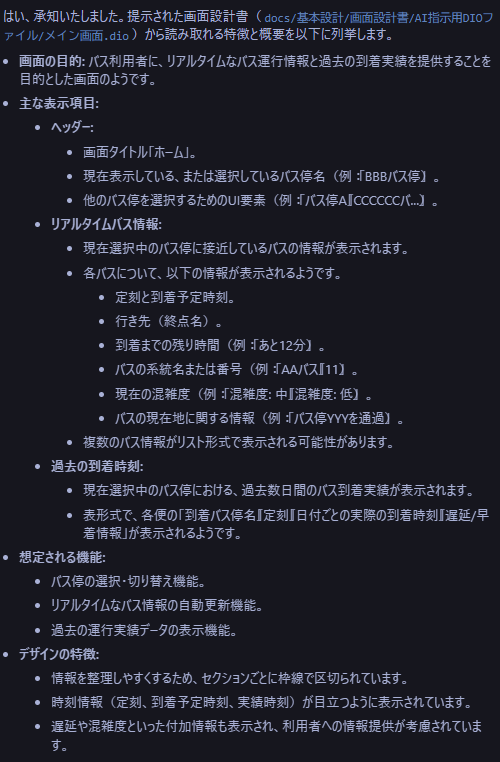 はい、承知いたしました。提示された画面設計書（ docs/基本設計/画面設計書/AI指示用DIOフ
ァイル/メイン画面.dio ）から読み取れる特徴と概要を以下に列挙します。
• 画面の目的: バス利用者に、リアルタイムなバス運行情報と過去の到着実績を提供することを
目的とした画面のようです。
• 主な表示項目:
• ヘッダー:
• 画面タイトル「ホーム」。
• 現在表示している、または選択しているバス停名（例:「BBBバス停」）。
• 他のバス停を選択するためのUI要素（例:「バス停A」「CCCCCCバ...」）。
• リアルタイムバス情報:
• 現在選択中のバス停に接近しているバスの情報が表示されます。
• 各バスについて、以下の情報が表示されるようです。
• 定刻と到着予定時刻。
• 行き先（終点名）。
• 到着までの残り時間（例:「あと12分」）。
• バスの系統名または番号（例:「AAバス」「11」）。
• 現在の混雑度（例:「混雑度: 中」「混雑度: 低」）。
• バスの現在地に関する情報（例:「バス停YYYを通過」）。
• 複数のバス情報がリスト形式で表示される可能性があります。
• 過去の到着時刻:
• 現在選択中のバス停における、過去数日間のバス到着実績が表示されます。
• 表形式で、各便の「到着バス停名」「定刻」「日付ごとの実際の到着時刻」「遅延/早
着情報」が表示されるようです。
• 想定される機能:
• バス停の選択・切り替え機能。
• リアルタイムなバス情報の自動更新機能。
• 過去の運行実績データの表示機能。
• デザインの特徴:
• 情報を整理しやすくするため、セクションごとに枠線で区切られています。
• 時刻情報（定刻、到着予定時刻、実績時刻）が目立つように表示されています。
• 遅延や混雑度といった付加情報も表示され、利用者への情報提供が考慮されていま
す。